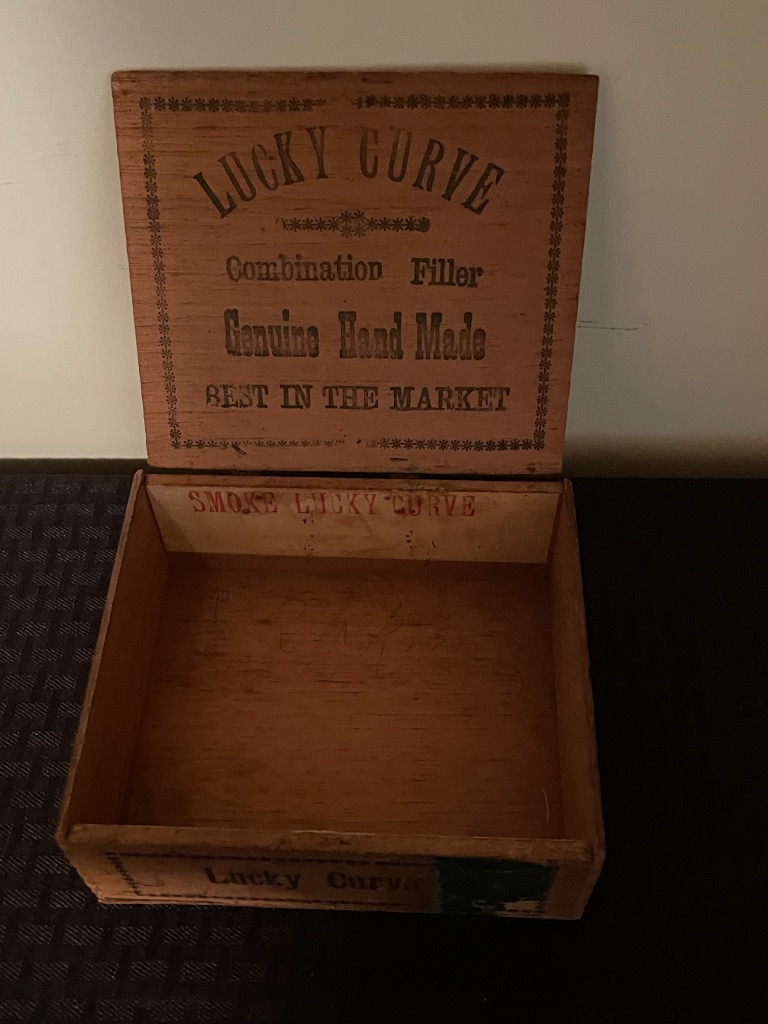 LUCKY CURVE
Combination Filler
Genuine Hand Made
BEST IN THE MARKET
SMOKE LUCKY CURVE
Lucky Curve